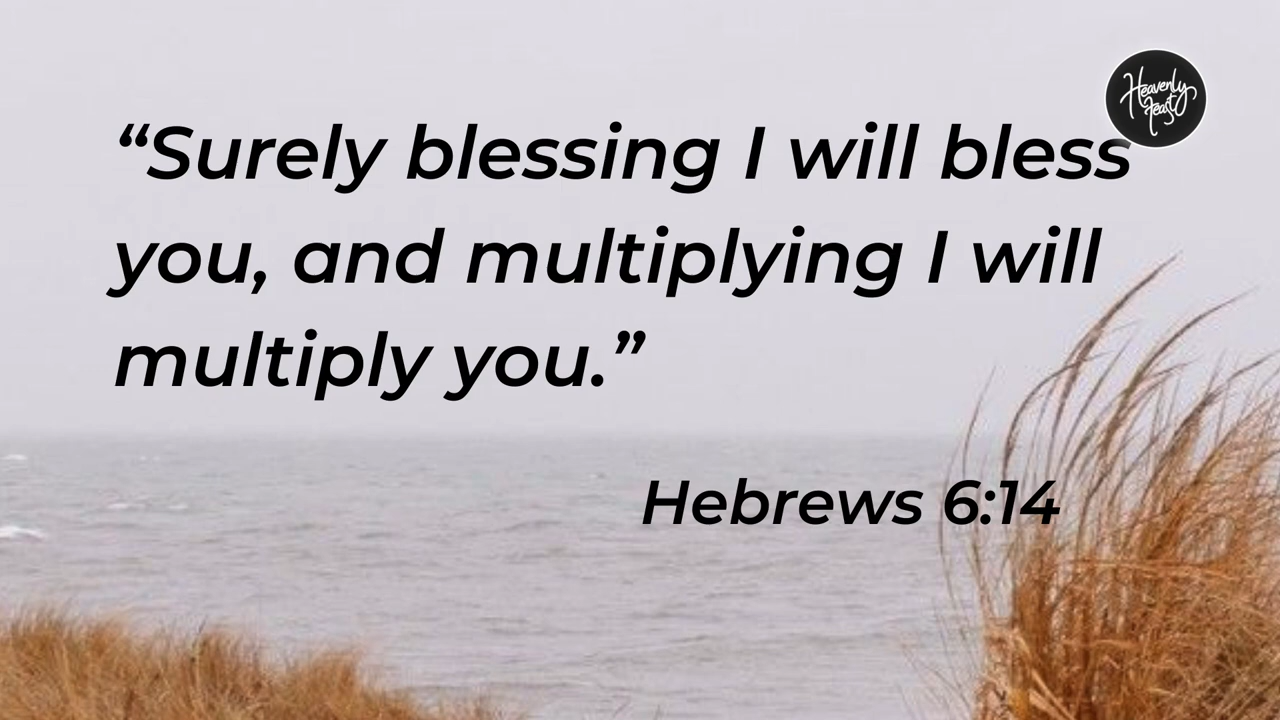 Heavenly
feast
“Surely blessing I will bless
you, and multiplying I will
multiply you.”
Hebrews 6:14